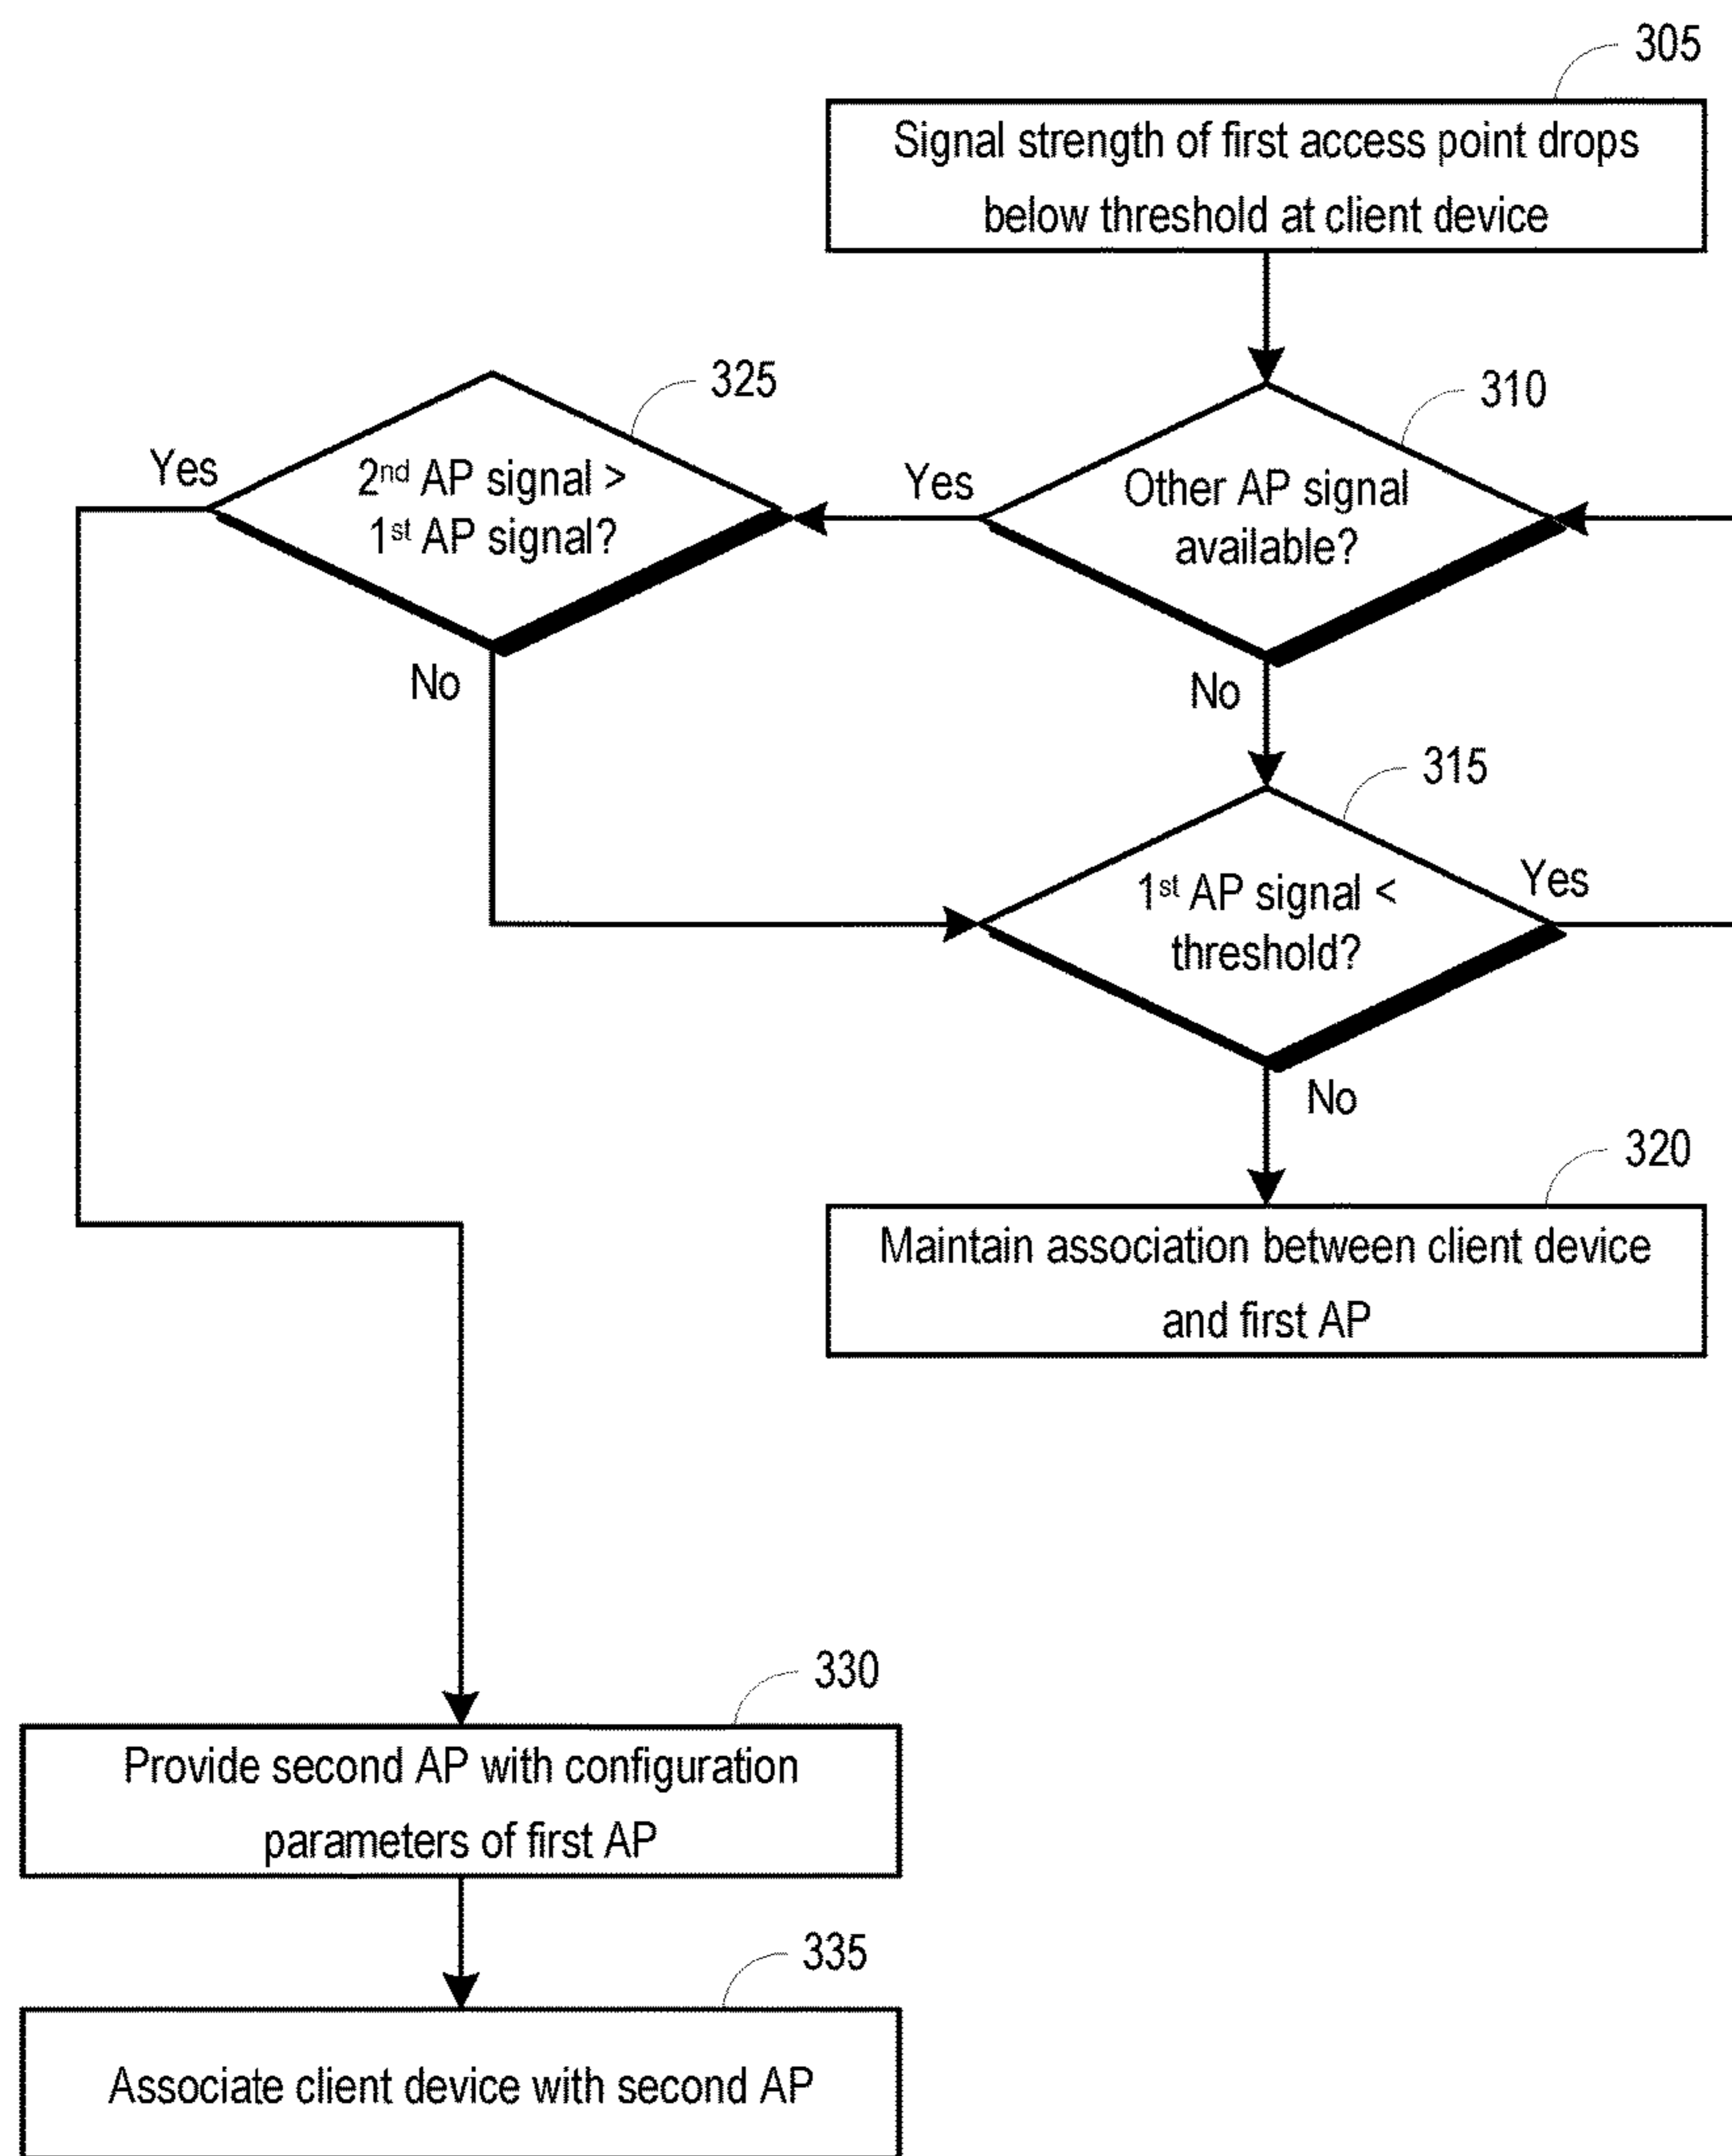 305
Signal strength of first access point drops
below threshold at client device
325
310
Yes
2nd AP signal >
1st AP signal?
Yes
Other AP signal
available?
No
No
315
1st AP signal <
threshold?
Yes
No
320
Maintain association between client device
and first AP
330
Provide second AP with configuration
parameters of first AP
335
Associate client device with second AP